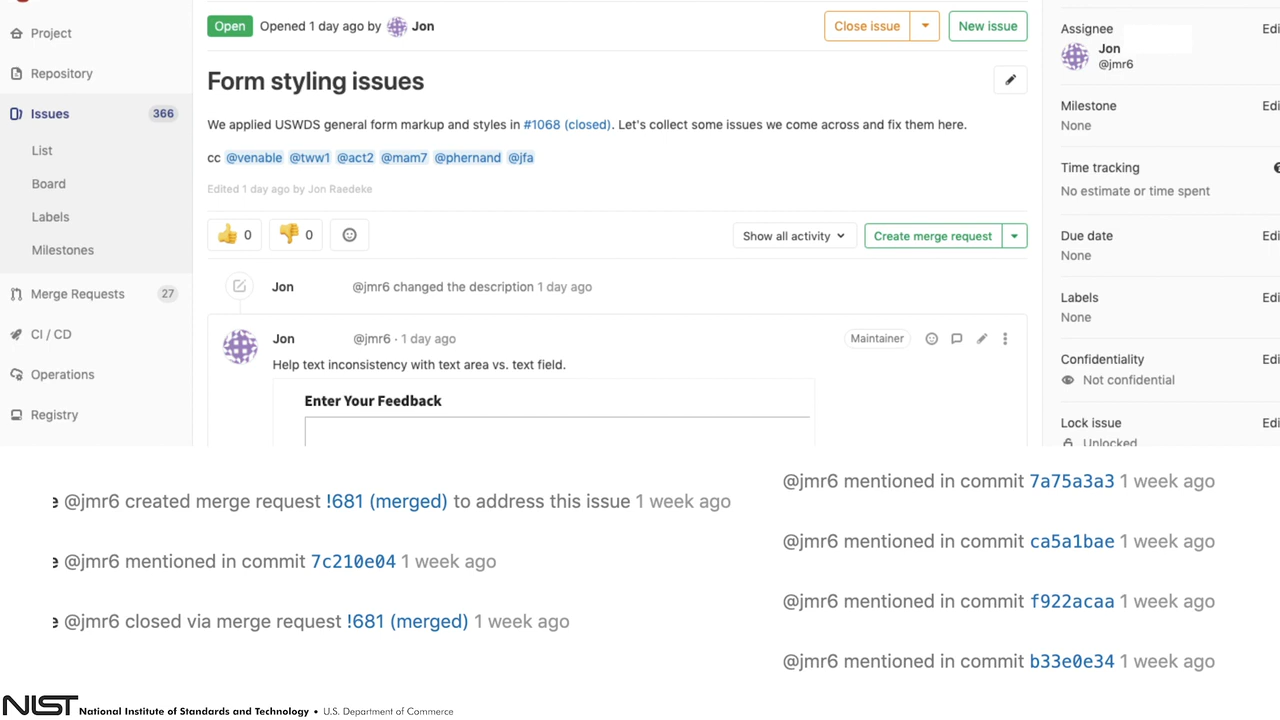 Open Opened 1 day ago by Jon
Close issue
New issue
Project
Repository
Issues 366
List
Board
Labels
Milestones
Merge Requests 27
CI / CD
Operations
Registry
Form styling issues
We applied USWDS general form markup and styles in #1068 (closed). Let's collect some issues we come across and fix them here.
cc @venable @tww1 @act2 @mam7 @phernand @jfa
Edited 1 day ago by Jon Raedeke
0
0
Show all activity
Create merge request
Jon @jmr6 changed the description 1 day ago
Jon @jmr6 · 1 day ago
Maintainer
Help text inconsistency with text area vs. text field.
Enter Your Feedback
Assignee Edi
Jon
@jmr6
Milestone Edi
None
Time tracking
No estimate or time spent
Due date Edi
None
Labels Edi
None
Confidentiality Edi
Not confidential
Lock issue Edi
Unlocked
e @jmr6 created merge request !681 (merged) to address this issue 1 week ago
e @jmr6 mentioned in commit 7c210e04 1 week ago
e @jmr6 closed via merge request !681 (merged) 1 week ago
@jmr6 mentioned in commit 7a75a3a3 1 week ago
@jmr6 mentioned in commit ca5a1bae 1 week ago
@jmr6 mentioned in commit f922acaa 1 week ago
@jmr6 mentioned in commit b33e0e34 1 week ago
NIST National Institute of Standards and Technology • U.S. Department of Commerce